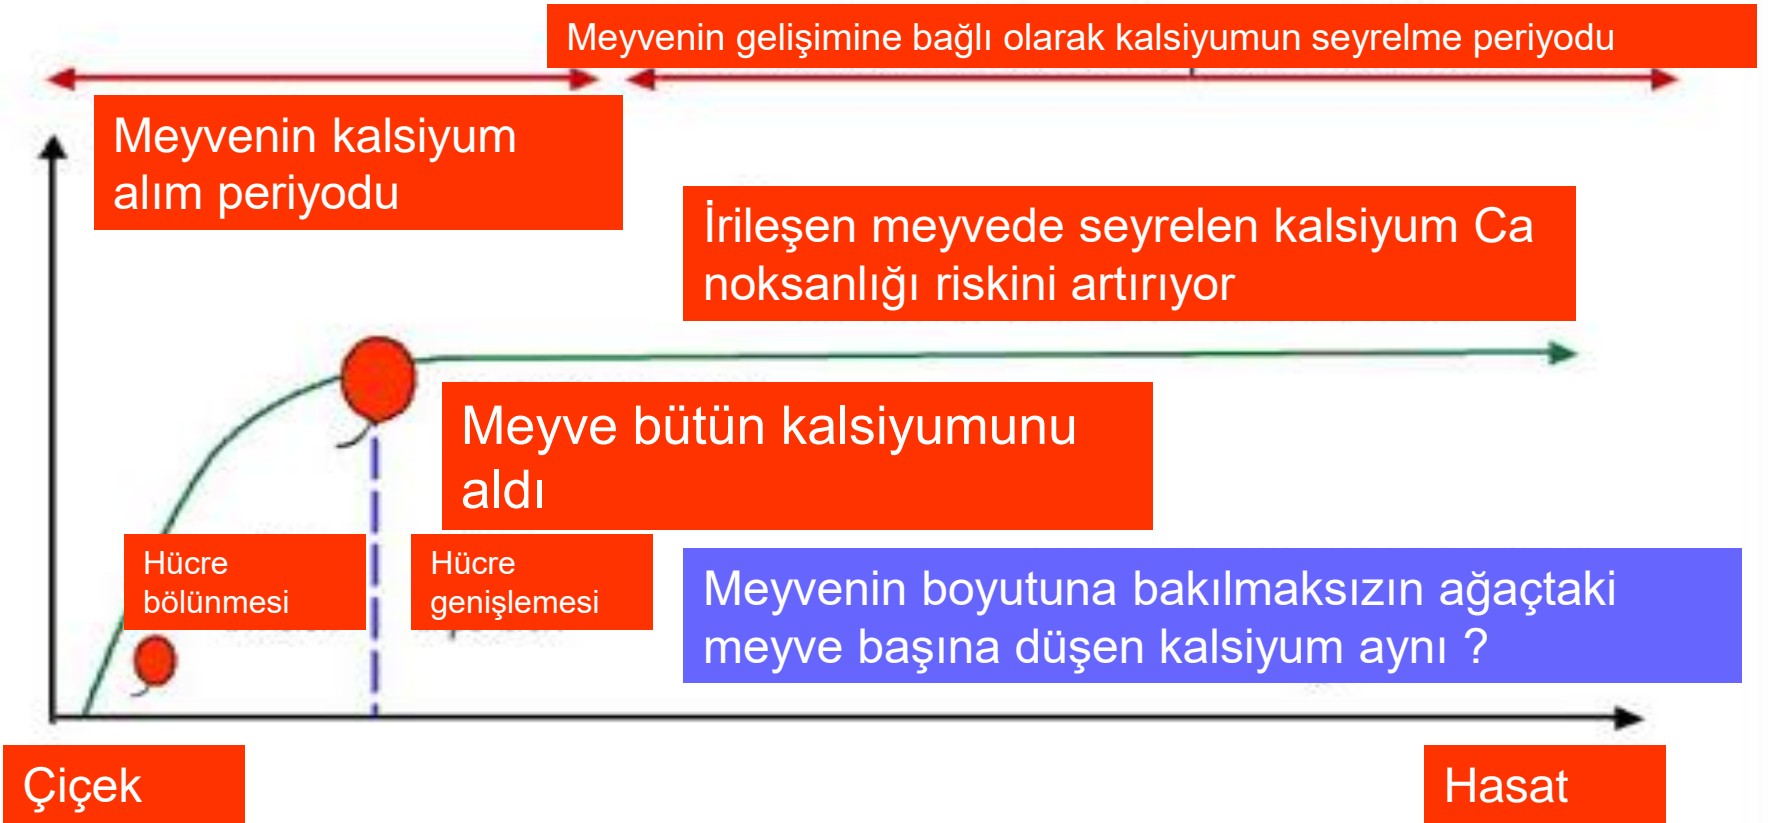 Meyvenin gelişimine bağlı olarak kalsiyumun seyrelme periyodu
Meyvenin kalsiyum
alım periyodu
İrileşen meyvede seyrelen kalsiyum Ca
noksanlığı riskini artırıyor
Meyve bütün kalsiyumunu
aldı
Hücre
bölünmesi
Hücre
genişlemesi
Meyvenin boyutuna bakılmaksızın ağaçtaki
meyve başına düşen kalsiyum aynı ?
Çiçek
Hasat